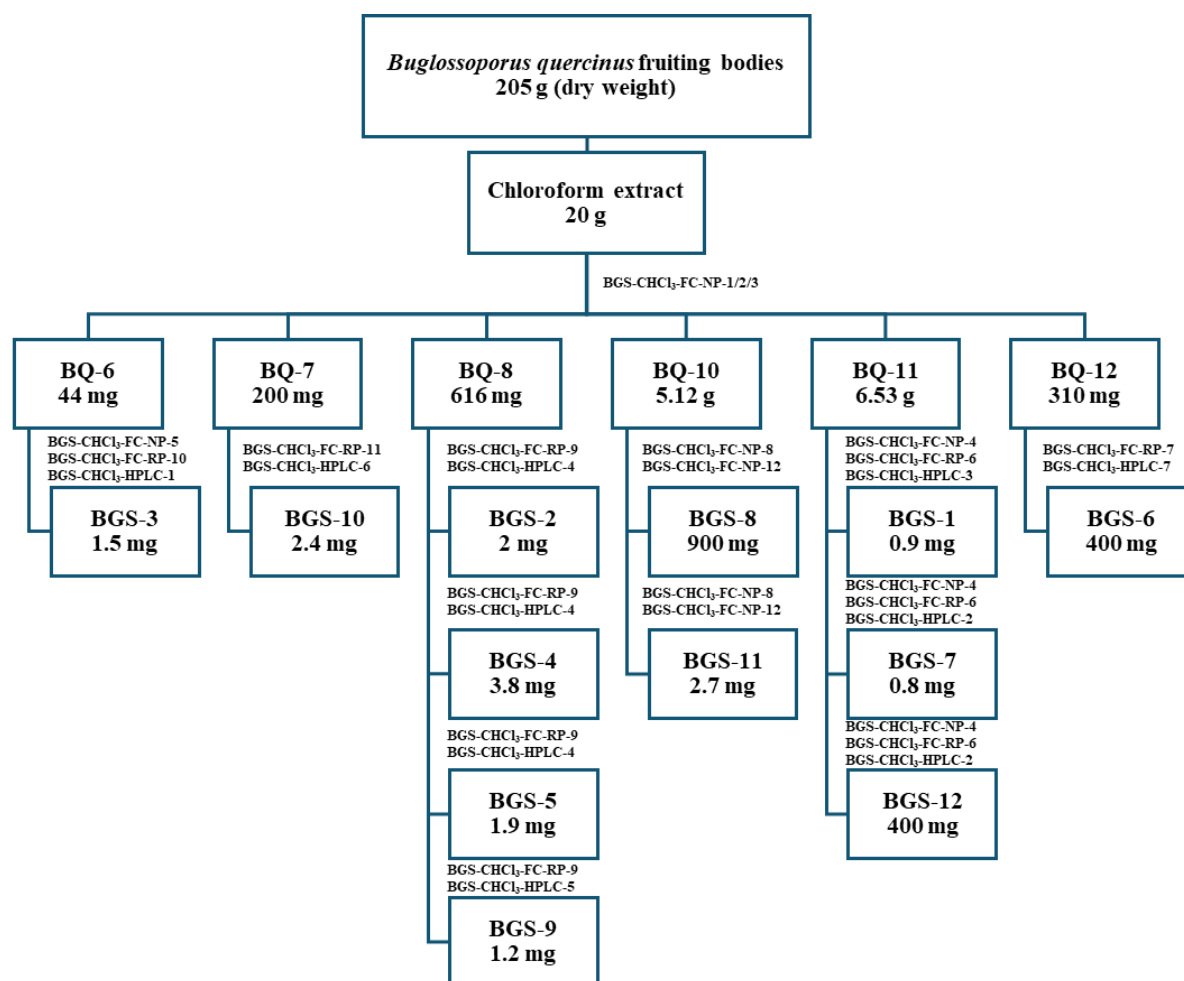 Buglossoporus quercinus fruiting bodies
205 g (dry weight)
Chloroform extract
20 g
BGS-CHCl₃-FC-NP-1/2/3
BQ-6
44 mg
BQ-7
200 mg
BQ-8
616 mg
BQ-10
5.12 g
BQ-11
6.53 g
BQ-12
310 mg
BGS-CHCl₃-FC-NP-5
BGS-CHCl₃-FC-RP-10
BGS-CHCl₃-HPLC-1
BGS-3
1.5 mg
BGS-CHCl₃-FC-RP-11
BGS-CHCl₃-HPLC-6
BGS-10
2.4 mg
BGS-CHCl₃-FC-RP-9
BGS-CHCl₃-HPLC-4
BGS-2
2 mg
BGS-CHCl₃-FC-RP-9
BGS-CHCl₃-HPLC-4
BGS-4
3.8 mg
BGS-CHCl₃-FC-RP-9
BGS-CHCl₃-HPLC-4
BGS-5
1.9 mg
BGS-CHCl₃-FC-RP-9
BGS-CHCl₃-HPLC-5
BGS-9
1.2 mg
BGS-CHCl₃-FC-NP-8
BGS-CHCl₃-FC-NP-12
BGS-8
900 mg
BGS-CHCl₃-FC-NP-8
BGS-CHCl₃-FC-NP-12
BGS-11
2.7 mg
BGS-CHCl₃-FC-NP-4
BGS-CHCl₃-FC-RP-6
BGS-CHCl₃-HPLC-3
BGS-1
0.9 mg
BGS-CHCl₃-FC-NP-4
BGS-CHCl₃-FC-RP-6
BGS-CHCl₃-HPLC-2
BGS-7
0.8 mg
BGS-CHCl₃-FC-NP-4
BGS-CHCl₃-FC-RP-6
BGS-CHCl₃-HPLC-2
BGS-12
400 mg
BGS-CHCl₃-FC-RP-7
BGS-CHCl₃-HPLC-7
BGS-6
400 mg